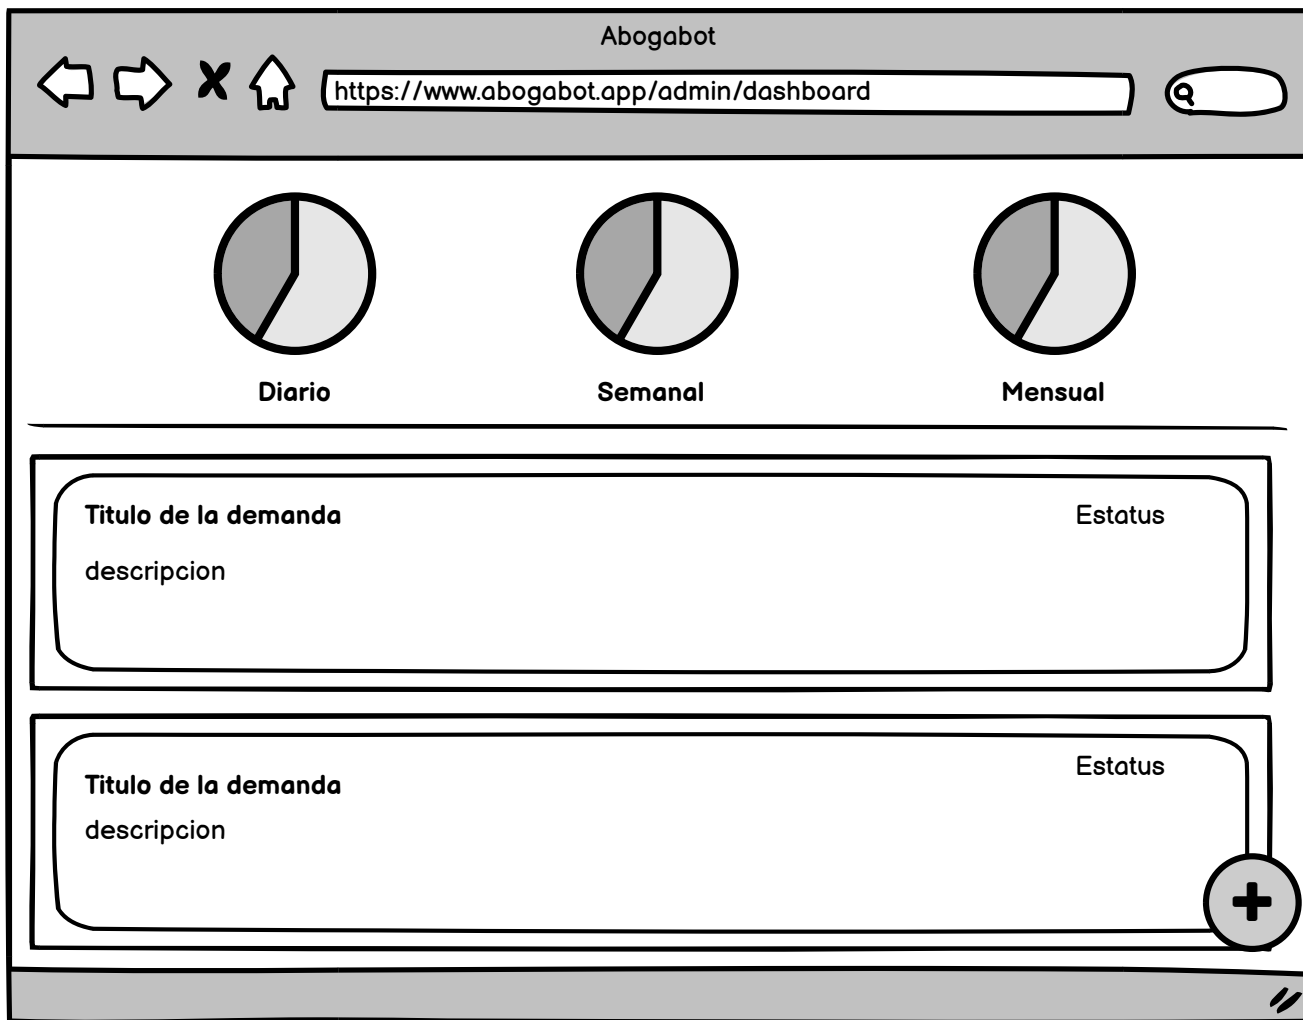 Abogabot
https://www.abogabot.app/admin/dashboard
Diario
Semanal
Mensual
Titulo de la demanda
Estatus
descripcion
Titulo de la demanda
Estatus
descripcion